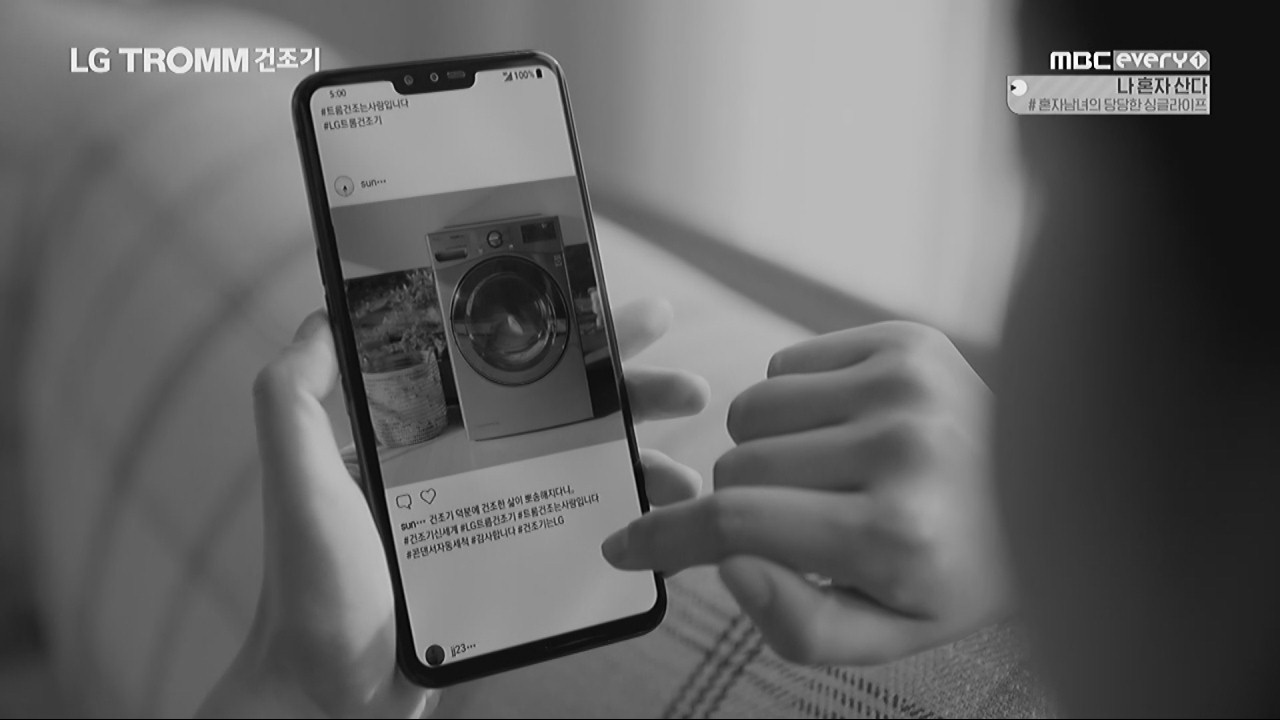 LG TROMM 건조기
MBC every1
나 혼자 산다
# 혼자남녀의 당당한 싱글라이프
5:00
100%
#트롬건조는사랑입니다
#LG트롬건조기
sun···
sun··· 건조기 덕분에 건조한 삶이 뽀송해지다니,
#건조기신세계 #LG트롬건조기 #트롬건조는사랑입니다
#콘덴서자동세척 #감사합니다 #건조기는LG
jj23···